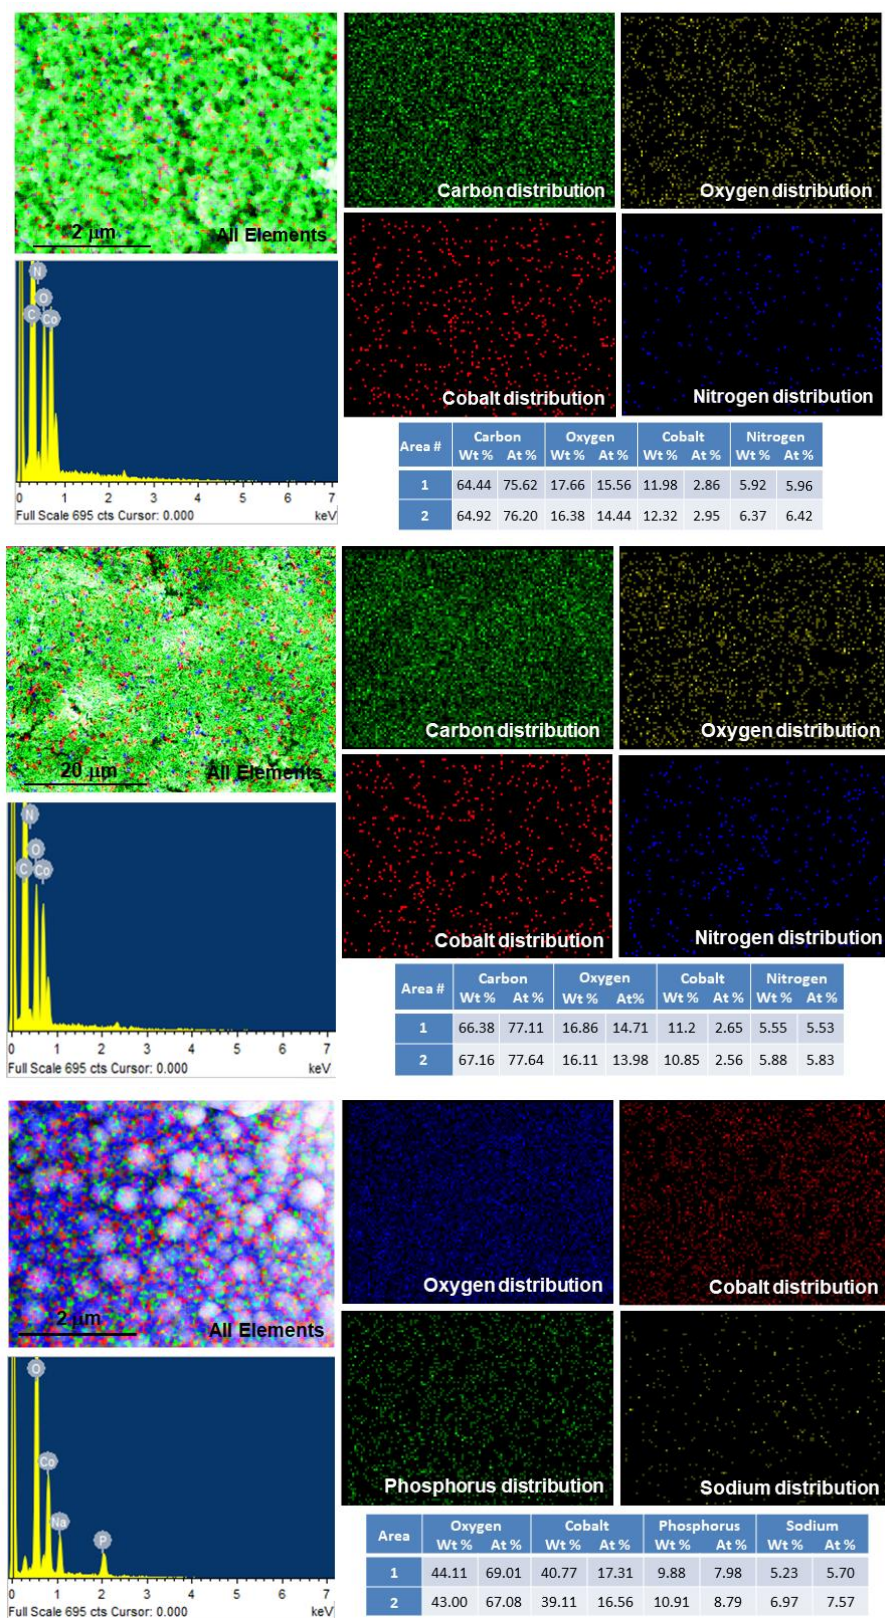 Carbon distribution
Oxygen distribution
2 µm
All Elements
N
O
C
Co
Cobalt distribution
Nitrogen distribution
0 1 2 3 4 5 6 7
Full Scale 695 cts Cursor: 0.000 keV
Area # Carbon Oxygen Cobalt Nitrogen
Wt % At % Wt % At % Wt % At % Wt % At %
1 64.44 75.62 17.66 15.56 11.98 2.86 5.92 5.96
2 64.92 76.20 16.38 14.44 12.32 2.95 6.37 6.42
Carbon distribution
Oxygen distribution
20 µm
All Elements
N
O
C
Co
Cobalt distribution
Nitrogen distribution
0 1 2 3 4 5 6 7
Full Scale 695 cts Cursor: 0.000 keV
Area # Carbon Oxygen Cobalt Nitrogen
Wt % At % Wt % At% Wt % At % Wt % At %
1 66.38 77.11 16.86 14.71 11.2 2.65 5.55 5.53
2 67.16 77.64 16.11 13.98 10.85 2.56 5.88 5.83
Oxygen distribution
Cobalt distribution
2 µm
All Elements
O
Co
Na
P
Phosphorus distribution
Sodium distribution
0 1 2 3 4 5 6 7
Full Scale 695 cts Cursor: 0.000 keV
Area Oxygen Cobalt Phosphorus Sodium
Wt % At % Wt % At % Wt % At % Wt % At %
1 44.11 69.01 40.77 17.31 9.88 7.98 5.23 5.70
2 43.00 67.08 39.11 16.56 10.91 8.79 6.97 7.57